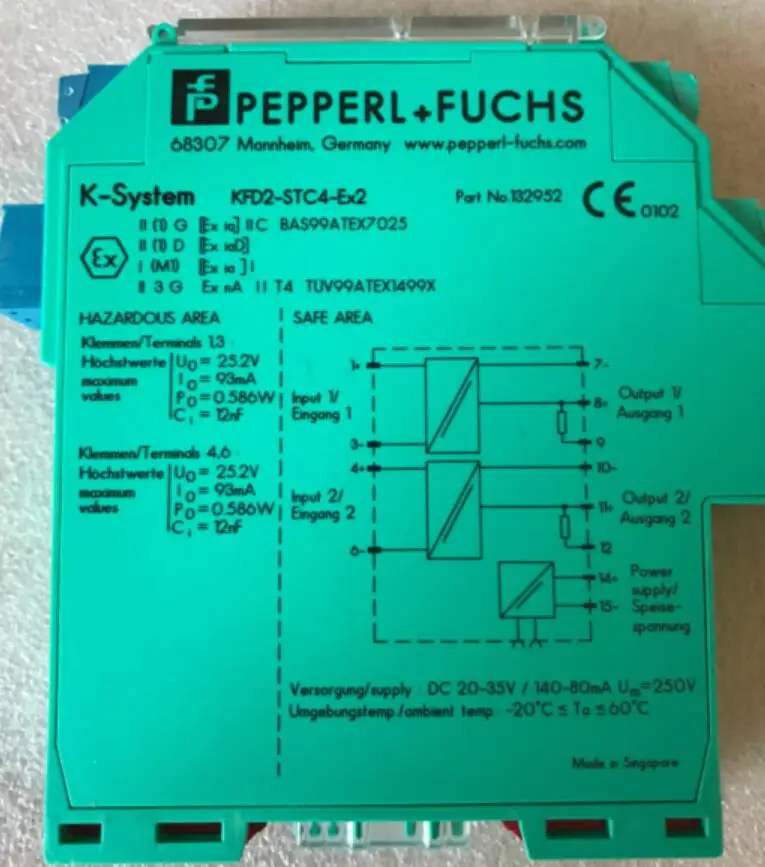 PEPPERL+FUCHS
68307 Mannheim, Germany www.pepperl-fuchs.com
K-System KFD2-STC4-Ex2 Part No.132952 CE 0102
Ex
II (1) G [Ex iq] IIC BAS99ATEX7025
II (1) D [Ex iaD]
I (M1) [Ex ia ] I
II 3 G Ex nA II T4 TUV99ATEX1499X
HAZARDOUS AREA
SAFE AREA
Klemmen/Terminals 1,3
Höchstwerte
maximum
values
U0 = 25.2V
I0 = 93mA
P0 = 0.586W
Ci = 12nF
Klemmen/Terminals 4,6
Höchstwerte
maximum
values
U0 = 25.2V
I0 = 93mA
P0 = 0.586W
Ci = 12nF
1+
Input 1/
Eingang 1
3-
4+
Input 2/
Eingang 2
6-
7-
8+
Output 1/
Ausgang 1
9
10-
11+
Output 2/
Ausgang 2
12
14+
15-
Power
supply/
Speise-
spannung
Versorgung/supply : DC 20-35V / 140-80mA Um=250V
Umgebungstemp./ambient temp. -20°C ≤ Ta ≤ 60°C
Made in Singapore